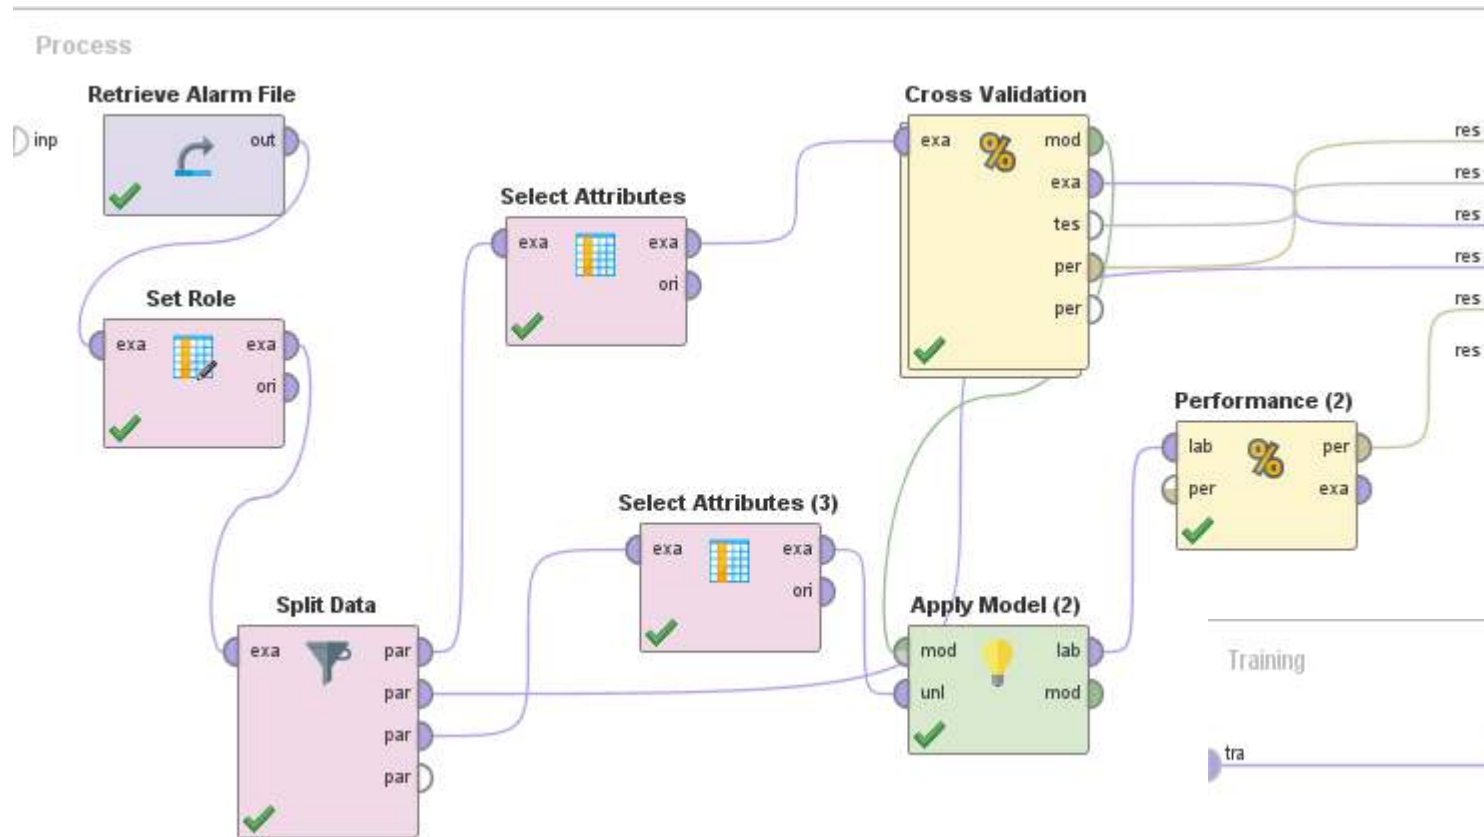 Process
Retrieve Alarm File
inp
out
Set Role
exa
exa
ori
Split Data
exa
par
par
par
par
Select Attributes
exa
exa
ori
Select Attributes (3)
exa
exa
ori
Cross Validation
exa
mod
exa
tes
per
per
Apply Model (2)
mod
lab
unl
mod
Performance (2)
lab
per
per
exa
res
res
res
res
res
res
Training
tra